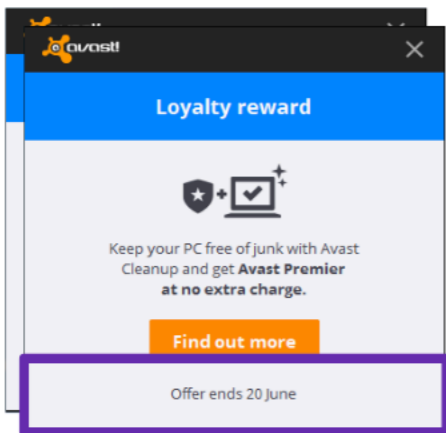 avast!
Loyalty reward
Keep your PC free of junk with Avast
Cleanup and get Avast Premier
at no extra charge.
Find out more
Offer ends 20 June